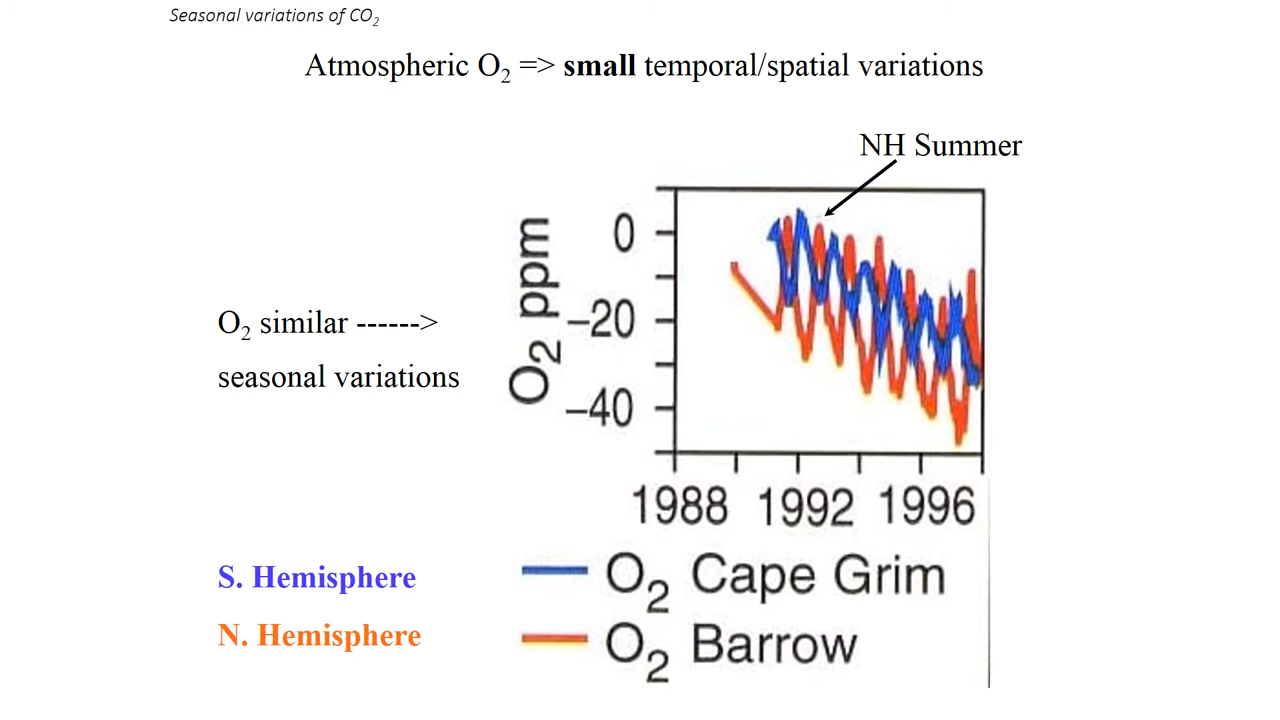 Seasonal variations of CO₂
Atmospheric O₂ => small temporal/spatial variations
NH Summer
O₂ ppm
0
–20
–40
O₂ similar ------>
seasonal variations
1988 1992 1996
S. Hemisphere
O₂ Cape Grim
N. Hemisphere
O₂ Barrow